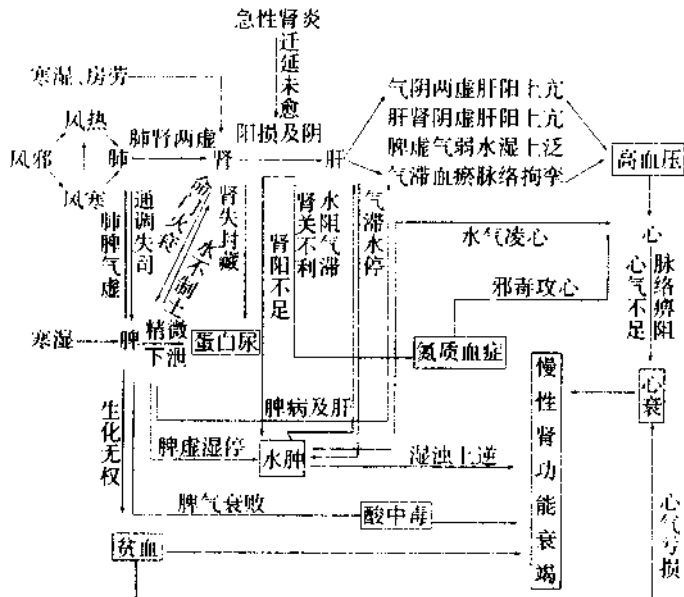 急性肾炎
迁延未愈
寒湿、房劳
风热
肺肾两虚
阳损及阴
气阴两虚肝阳上亢
肝肾阴虚肝阳上亢
脾虚气弱水湿上泛
气滞血瘀脉络拘挛
高血压
风邪
肺
肾
肝
风寒
通调失司
肺脾气虚
命门火衰
水不制土
肾失封藏
肾阳不足
肾关不利
水阻气滞
气滞水停
水气凌心
心
邪奇攻心
心气不足
脉络痹阻
寒湿
脾
精微
下泄
蛋白尿
氮质血症
慢性肾功能衰竭
心衰
脾病及肝
生化无权
脾虚湿停
水肿
湿浊上逆
脾气衰败
酸中毒
心气亏损
贫血